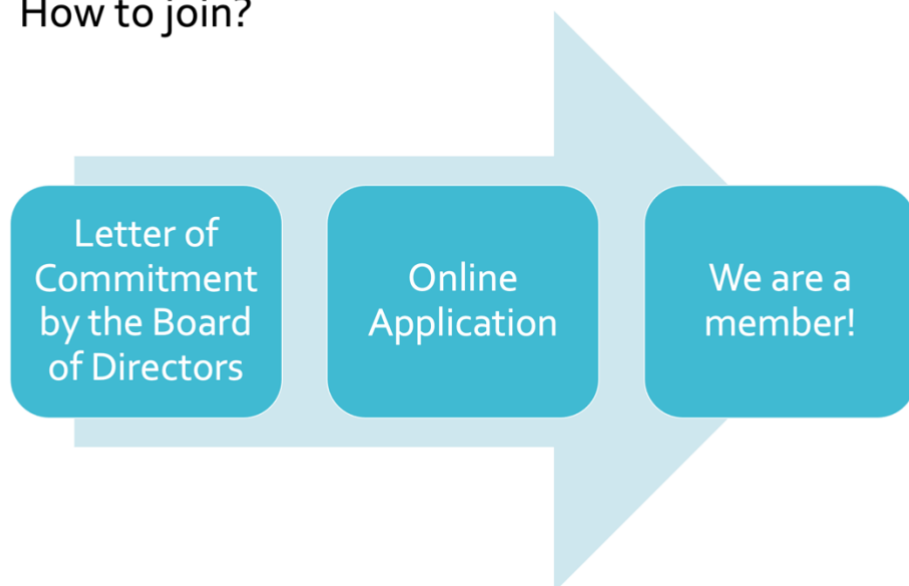 How to join?
Letter of
Commitment
by the Board
of Directors
Online
Application
We are a
member!